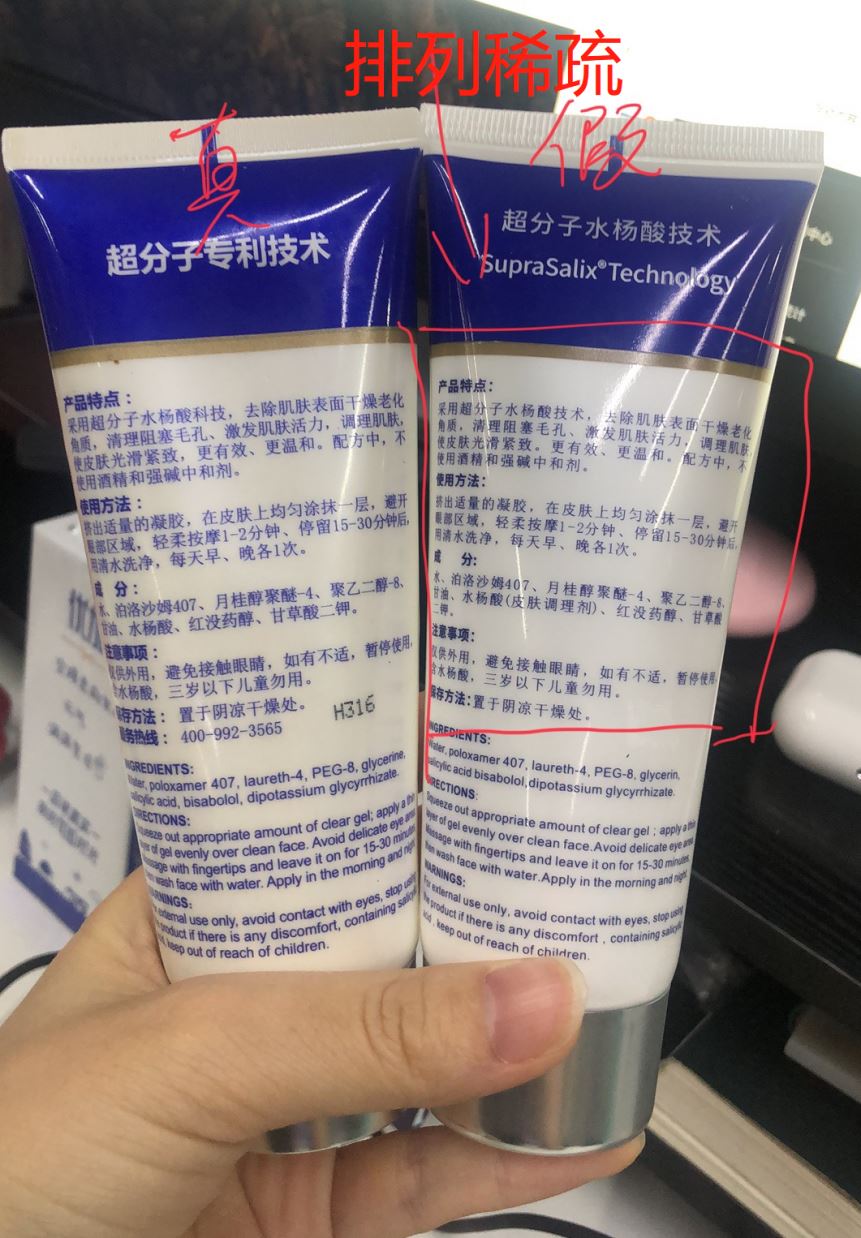 排列稀疏
真
假
超分子专利技术
产品特点：
采用超分子水杨酸科技，去除肌肤表面干燥老化
角质，清理阻塞毛孔、激发肌肤活力，调理肌肤，
使皮肤光滑紧致，更有效、更温和。配方中，不
使用酒精和强碱中和剂。
使用方法：
挤出适量的凝胶，在皮肤上均匀涂抹一层，避开
眼部区域，轻柔按摩1-2分钟、停留15-30分钟后，
用清水洗净，每天早、晚各1次。
成 分：
水、泊洛沙姆407、月桂醇聚醚-4、聚乙二醇-8、
甘油、水杨酸、红没药醇、甘草酸二钾。
注意事项：
仅供外用，避免接触眼睛，如有不适，暂停使用，
含水杨酸，三岁以下儿童勿用。
保存方法：置于阴凉干燥处。
服务热线：400-992-3565
H316
INGREDIENTS:
Water, poloxamer 407, laureth-4, PEG-8, glycerine,
salicylic acid, bisabolol, dipotassium glycyrrhizate.
DIRECTIONS:
Squeeze out appropriate amount of clear gel; apply a thin
layer of gel evenly over clean face. Avoid delicate eye area.
Massage with fingertips and leave it on for 15-30 minutes,
then wash face with water. Apply in the morning and night.
WARNINGS:
For external use only, avoid contact with eyes, stop using
the product if there is any discomfort, containing salicylic
acid, keep out of reach of children.
超分子水杨酸技术
SupraSalix®Technology
产品特点：
采用超分子水杨酸技术，去除肌肤表面干燥老化
角质，清理阻塞毛孔、激发肌肤活力，调理肌肤，
使皮肤光滑紧致。更有效、更温和。配方中，不
使用酒精和强碱中和剂。
使用方法：
挤出适量的凝胶，在皮肤上均匀涂抹一层，避开
眼部区域，轻柔按摩1-2分钟、停留15-30分钟后，
用清水洗净，每天早、晚各1次。
成 分：
水、泊洛沙姆407、月桂醇聚醚-4、聚乙二醇-8、
甘油、水杨酸(皮肤调理剂)、红没药醇、甘草酸
二钾。
注意事项：
仅供外用，避免接触眼睛，如有不适，暂停使用，
含水杨酸，三岁以下儿童勿用。
保存方法：置于阴凉干燥处。
INGREDIENTS:
Water, poloxamer 407, laureth-4, PEG-8, glycerin,
salicylic acid bisabolol, dipotassium glycyrrhizate.
DIRECTIONS:
Squeeze out appropriate amount of clear gel ; apply a thin
layer of gel evenly over clean face.Avoid delicate eye area.
Massage with fingertips and leave it on for 15-30 minutes,
then wash face with water.Apply in the morning and night.
WARNINGS:
For external use only, avoid contact with eyes, stop using
the product if there is any discomfort , containing salicylic
acid , keep out of reach of children.